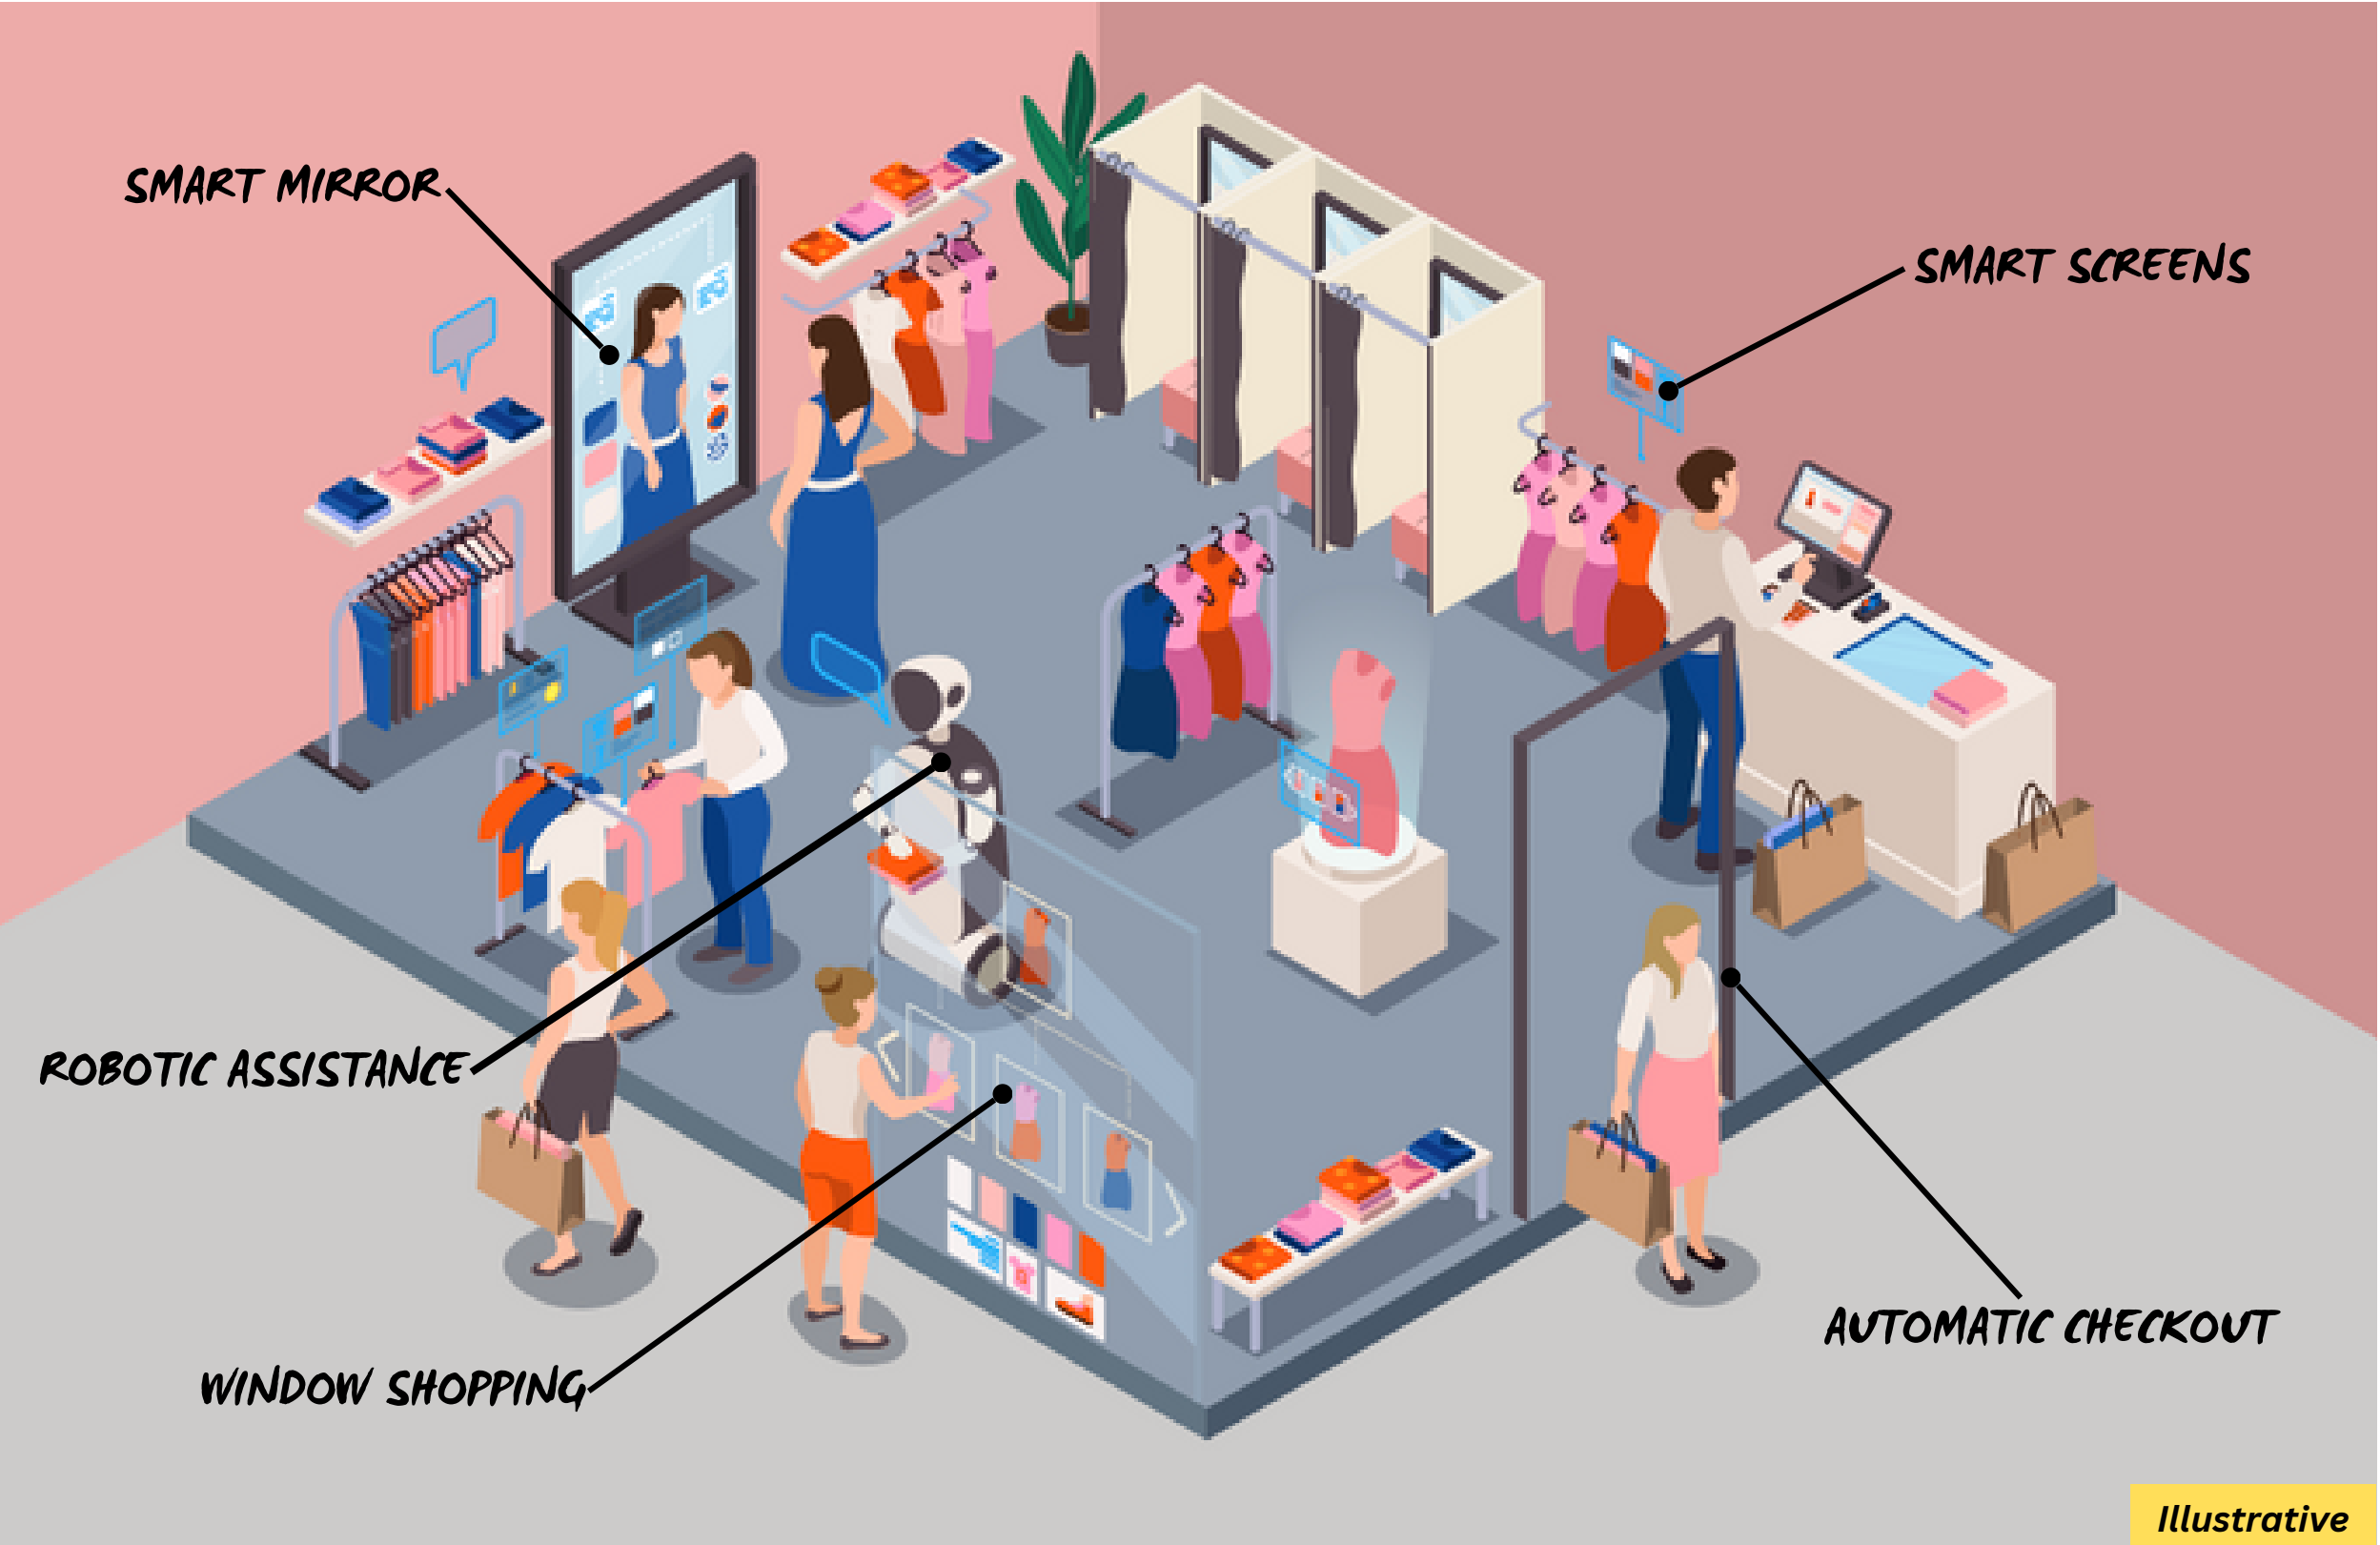 SMART MIRROR
SMART SCREENS
ROBOTIC ASSISTANCE
WINDOW SHOPPING
AUTOMATIC CHECKOUT
Illustrative